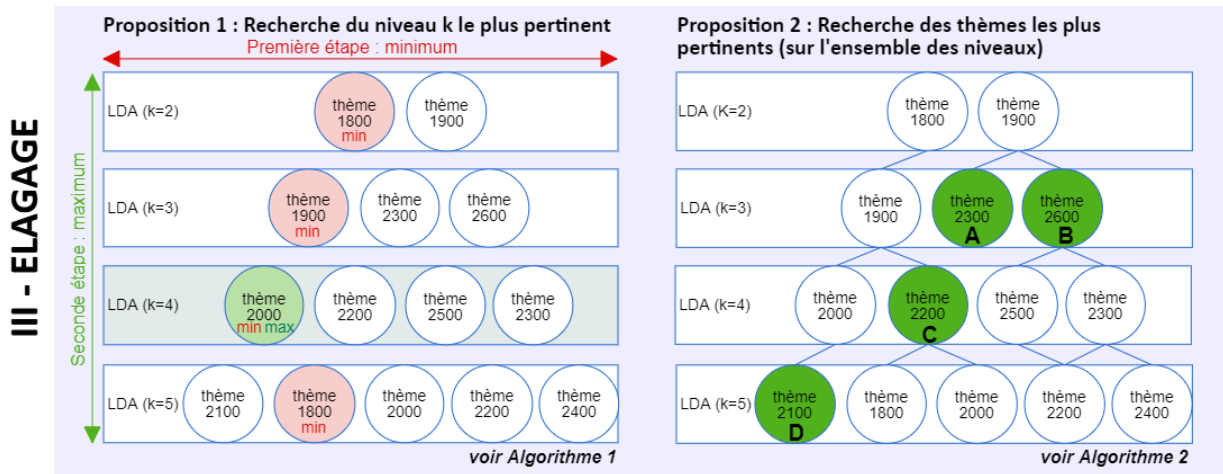 III - ELAGAGE
Proposition 1 : Recherche du niveau k le plus pertinent
Première étape : minimum
Seconde étape : maximum
LDA (k=2)
thème
1800
min
thème
1900
LDA (k=3)
thème
1900
min
thème
2300
thème
2600
LDA (k=4)
thème
2000
min max
thème
2200
thème
2500
thème
2300
LDA (k=5)
thème
2100
thème
1800
min
thème
2000
thème
2200
thème
2400
voir Algorithme 1
Proposition 2 : Recherche des thèmes les plus
pertinents (sur l'ensemble des niveaux)
LDA (K=2)
thème
1800
thème
1900
LDA (k=3)
thème
1900
thème
2300
A
thème
2600
B
LDA (k=4)
thème
2000
thème
2200
C
thème
2500
thème
2300
LDA (k=5)
thème
2100
D
thème
1800
thème
2000
thème
2200
thème
2400
voir Algorithme 2